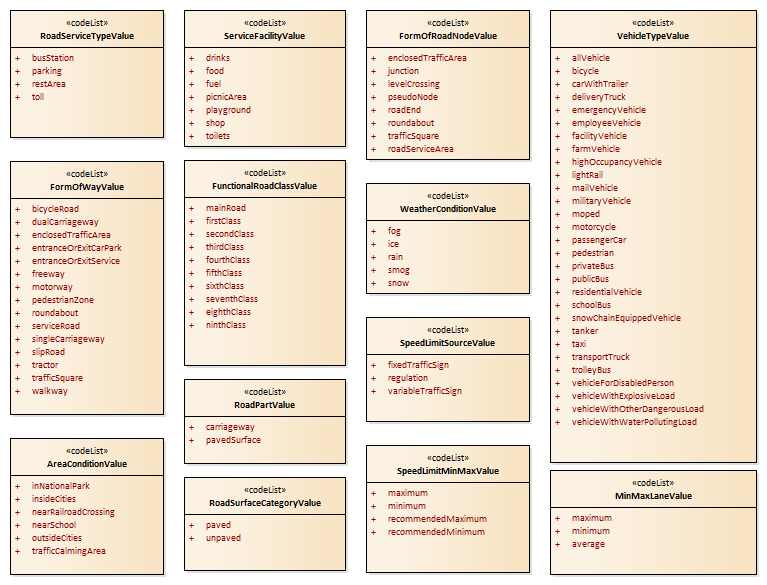 «codeList»
RoadServiceTypeValue
+ busStation
+ parking
+ restArea
+ toll
«codeList»
ServiceFacilityValue
+ drinks
+ food
+ fuel
+ picnicArea
+ playground
+ shop
+ toilets
«codeList»
FormOfRoadNodeValue
+ enclosedTrafficArea
+ junction
+ levelCrossing
+ pseudoNode
+ roadEnd
+ roundabout
+ trafficSquare
+ roadServiceArea
«codeList»
VehicleTypeValue
+ allVehicle
+ bicycle
+ carWithTrailer
+ deliveryTruck
+ emergencyVehicle
+ employeeVehicle
+ facilityVehicle
+ farmVehicle
+ highOccupancyVehicle
+ lightRail
+ mailVehicle
+ militaryVehicle
+ moped
+ motorcycle
+ passengerCar
+ pedestrian
+ privateBus
+ publicBus
+ residentialVehicle
+ schoolBus
+ snowChainEquippedVehicle
+ tanker
+ taxi
+ transportTruck
+ trolleyBus
+ vehicleForDisabledPerson
+ vehicleWithExplosiveLoad
+ vehicleWithOtherDangerousLoad
+ vehicleWithWaterPollutingLoad
«codeList»
FormOfWayValue
+ bicycleRoad
+ dualCarriageway
+ enclosedTrafficArea
+ entranceOrExitCarPark
+ entranceOrExitService
+ freeway
+ motorway
+ pedestrianZone
+ roundabout
+ serviceRoad
+ singleCarriageway
+ slipRoad
+ tractor
+ trafficSquare
+ walkway
«codeList»
FunctionalRoadClassValue
+ mainRoad
+ firstClass
+ secondClass
+ thirdClass
+ fourthClass
+ fifthClass
+ sixthClass
+ seventhClass
+ eighthClass
+ ninthClass
«codeList»
WeatherConditionValue
+ fog
+ ice
+ rain
+ smog
+ snow
«codeList»
SpeedLimitSourceValue
+ fixedTrafficSign
+ regulation
+ variableTrafficSign
«codeList»
RoadPartValue
+ carriageway
+ pavedSurface
«codeList»
AreaConditionValue
+ inNationalPark
+ insideCities
+ nearRailroadCrossing
+ nearSchool
+ outsideCities
+ trafficCalmingArea
«codeList»
RoadSurfaceCategoryValue
+ paved
+ unpaved
«codeList»
SpeedLimitMinMaxValue
+ maximum
+ minimum
+ recommendedMaximum
+ recommendedMinimum
«codeList»
MinMaxLaneValue
+ maximum
+ minimum
+ average